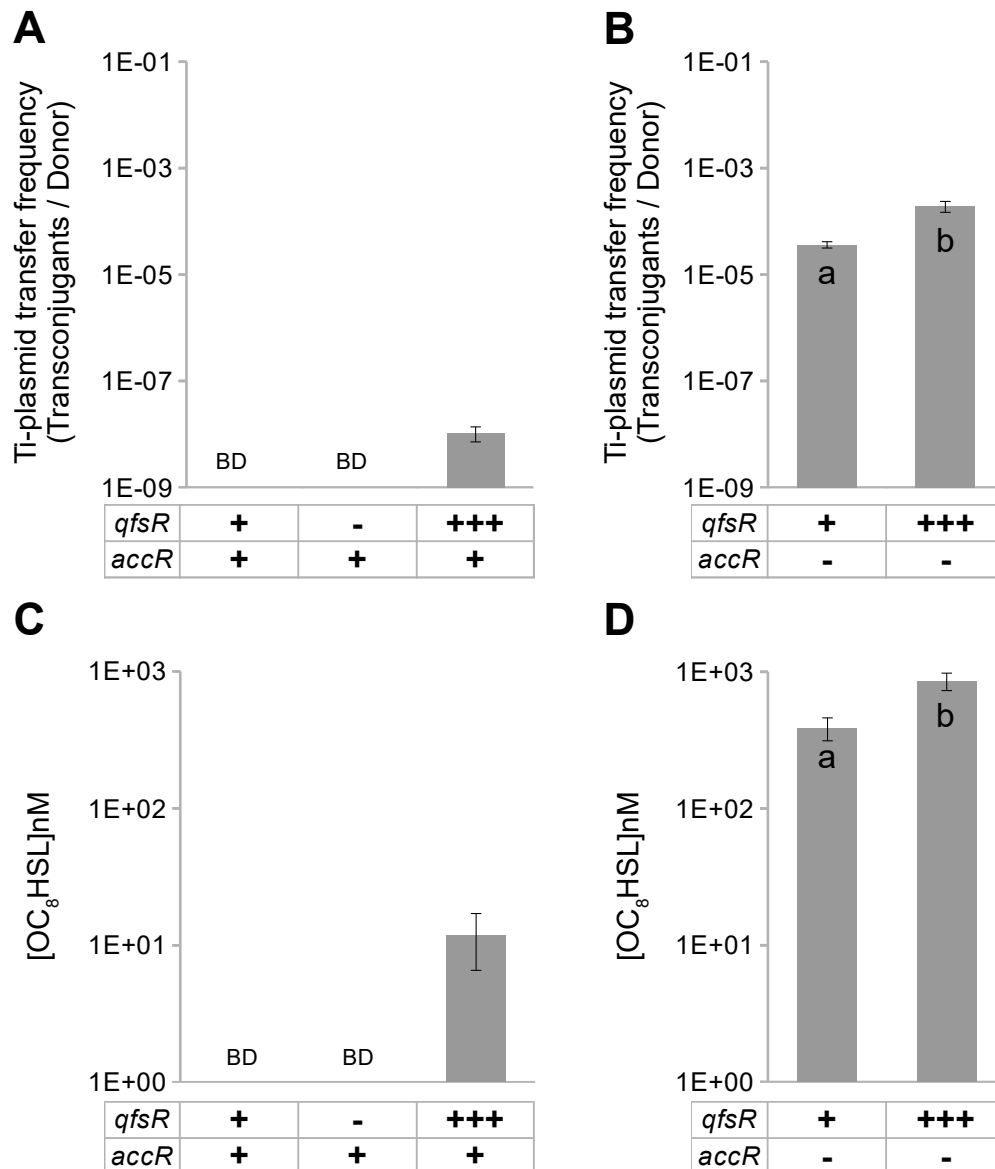 A
Ti-plasmid transfer frequency
(Transconjugants / Donor)
1E-01
1E-03
1E-05
1E-07
1E-09
BD BD
qfsR + - +++
accR + + +
B
Ti-plasmid transfer frequency
(Transconjugants / Donor)
1E-01
1E-03
1E-05
1E-07
1E-09
a b
qfsR + +++
accR - -
C
[OC8HSL]nM
1E+03
1E+02
1E+01
1E+00
BD BD
qfsR + - +++
accR + + +
D
[OC8HSL]nM
1E+03
1E+02
1E+01
1E+00
a b
qfsR + +++
accR - -